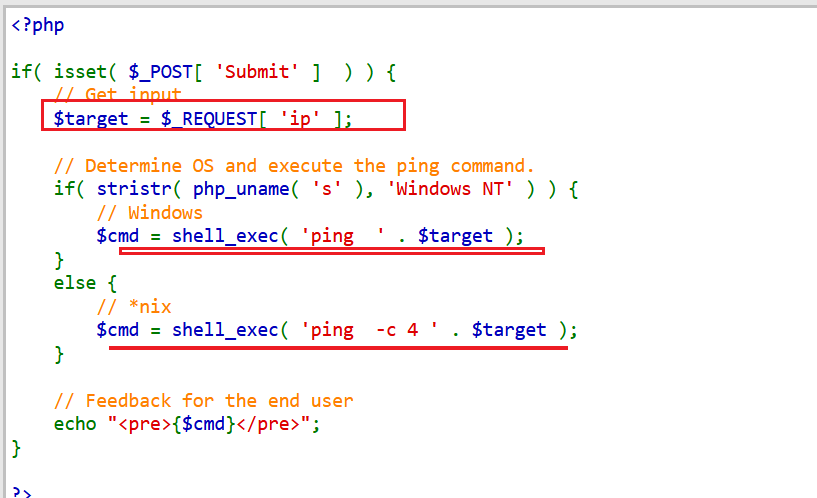 <?php
if( isset( $_POST[ 'Submit' ]  ) ) {
    // Get input
    $target = $_REQUEST[ 'ip' ];
    // Determine OS and execute the ping command.
    if( stristr( php_uname( 's' ), 'Windows NT' ) ) {
        // Windows
        $cmd = shell_exec( 'ping  ' . $target );
    }
    else {
        // *nix
        $cmd = shell_exec( 'ping  -c 4 ' . $target );
    }
    // Feedback for the end user
    echo "<pre>{$cmd}</pre>";
}
?>